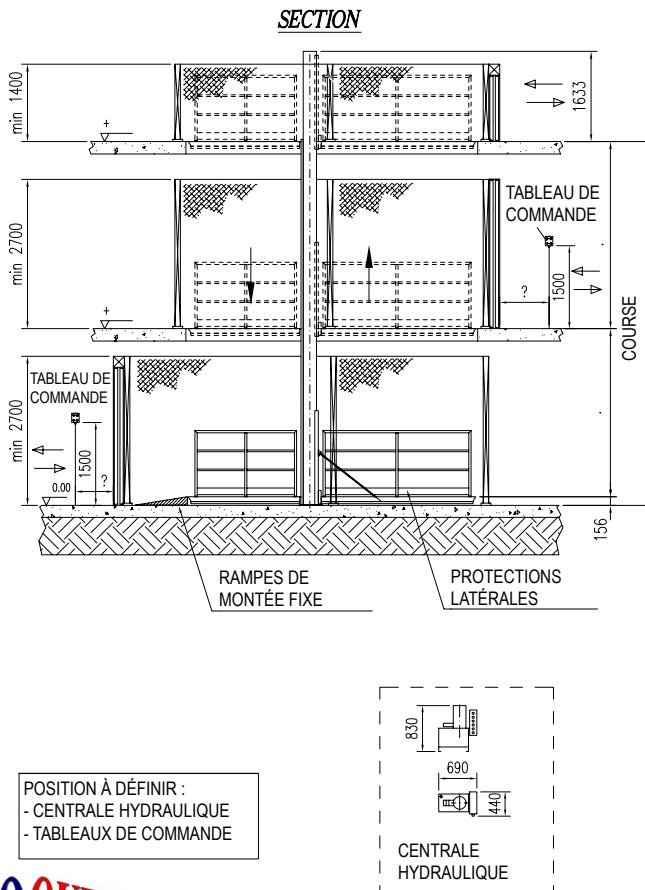 SECTION
min 1400
1633
+
min 2700
TABLEAU DE
COMMANDE
?
1500
+
COURSE
min 2700
TABLEAU DE
COMMANDE
1500
0.00
?
156
RAMPES DE
MONTÉE FIXE
PROTECTIONS
LATÉRALES
830
690
440
POSITION À DÉFINIR :
- CENTRALE HYDRAULIQUE
- TABLEAUX DE COMMANDE
CENTRALE
HYDRAULIQUE